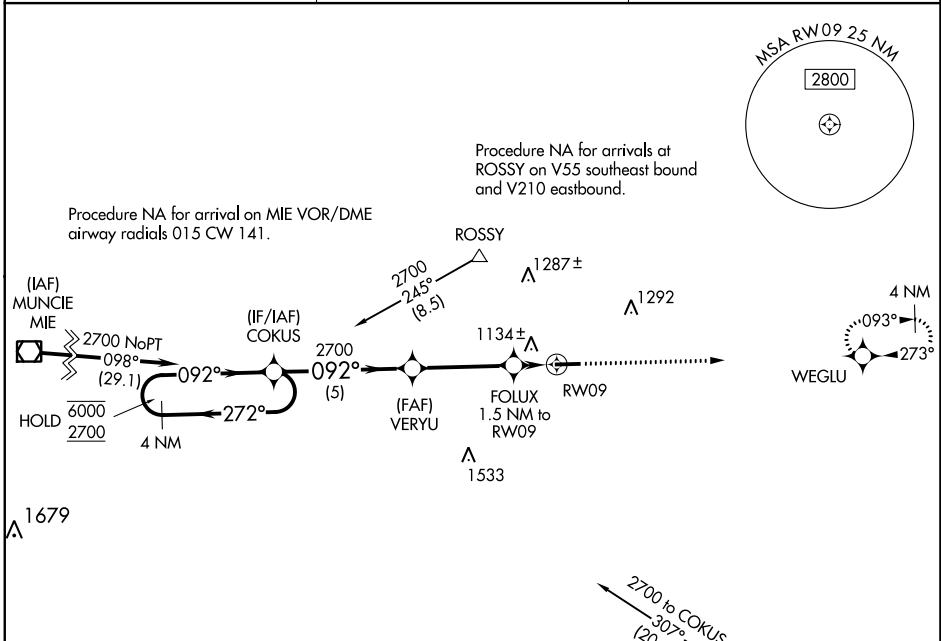 MSA RW09 25 NM
2800
Procedure NA for arrivals at
ROSSY on V55 southeast bound
and V210 eastbound.
Procedure NA for arrival on MIE VOR/DME
airway radials 015 CW 141.
ROSSY
2700
245°
(8.5)
1287±
1292
(IAF)
MUNCIE
MIE
2700 NoPT
098°
(29.1)
(IF/IAF)
COKUS
092°
2700
092°
(5)
1134±
4 NM
093°
273°
WEGLU
HOLD
6000
2700
272°
4 NM
(FAF)
VERYU
FOLUX
1.5 NM to
RW09
RW09
1533
1679
2700 to COKUS
307°
(20